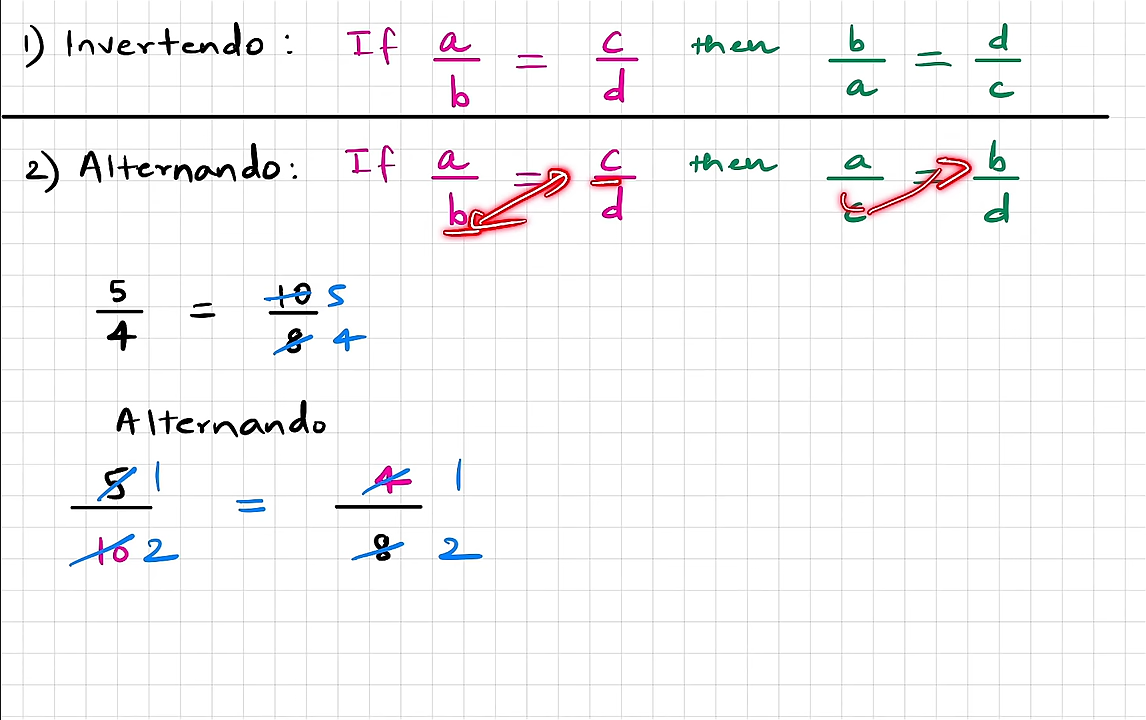 1) Invertendo : If a/b = c/d then b/a = d/c
2) Alternando : If a/b = c/d then a/c = b/d
5/4 = 10/8 5/4
Alternando
5/10 1/2 = 4/8 1/2